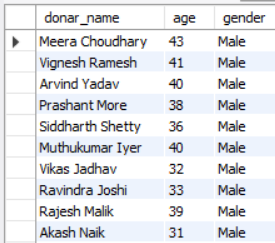 donar_name age gender
Meera Choudhary 43 Male
Vignesh Ramesh 41 Male
Arvind Yadav 40 Male
Prashant More 38 Male
Siddharth Shetty 36 Male
Muthukumar Iyer 40 Male
Vikas Jadhav 32 Male
Ravindra Joshi 33 Male
Rajesh Malik 39 Male
Akash Naik 31 Male